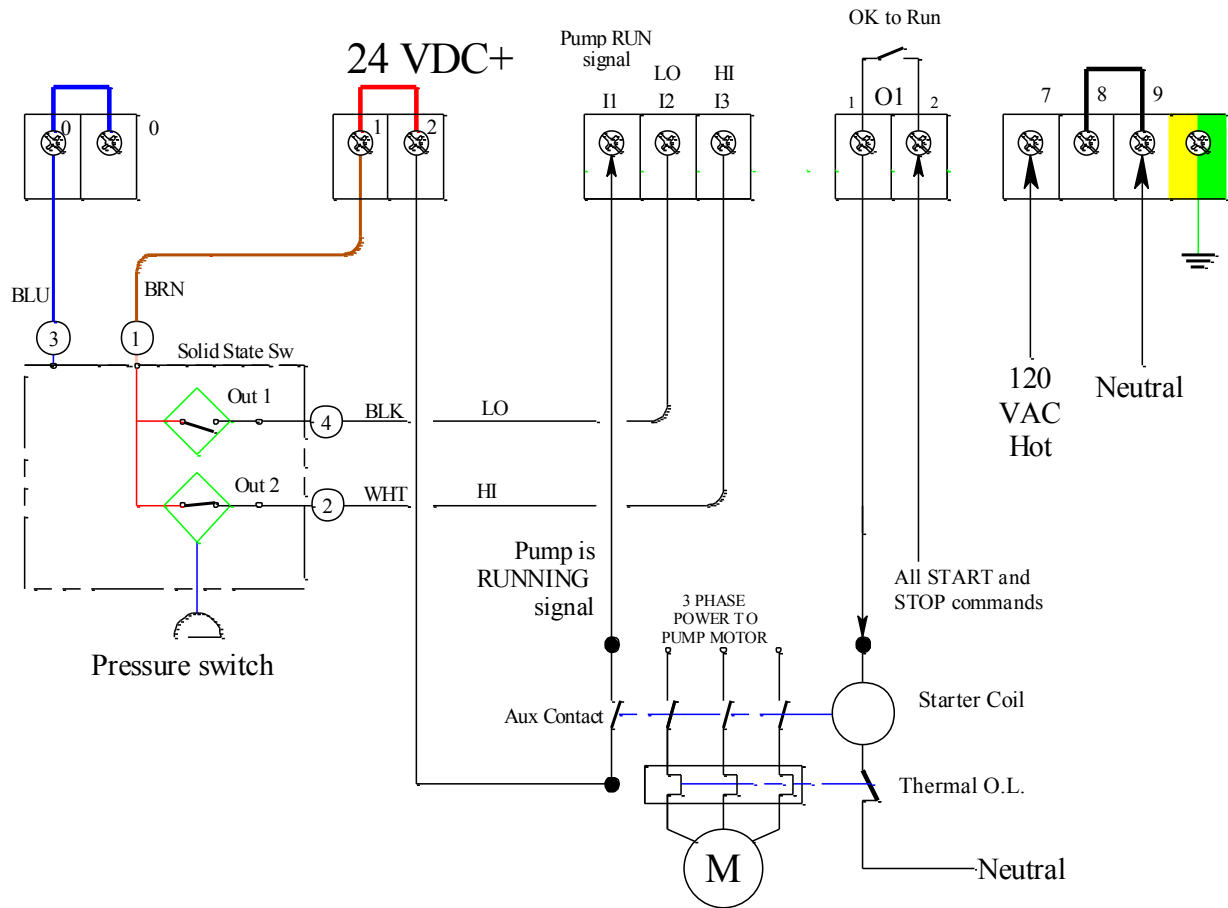 OK to Run
Pump RUN
signal
24 VDC+
LO
HI
I1
I2
I3
1
O1
2
7
8
9
0
0
1
2
BLU
BRN
3
1
Solid State Sw
Out 1
4
BLK
LO
120
VAC
Hot
Neutral
Out 2
2
WHT
HI
Pump is
RUNNING
signal
All START and
STOP commands
3 PHASE
POWER TO
PUMP MOTOR
Pressure switch
Aux Contact
Starter Coil
Thermal O.L.
M
Neutral